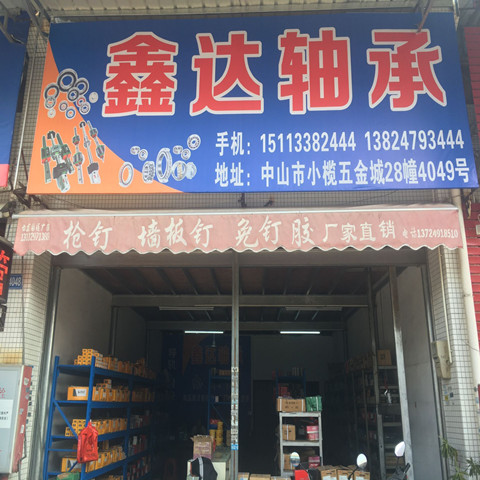 鑫达轴承
手机：15113382444 13824793444
地址：中山市小榄五金城28幢4049号
枪钉 墙板钉 免钉胶 厂家直销